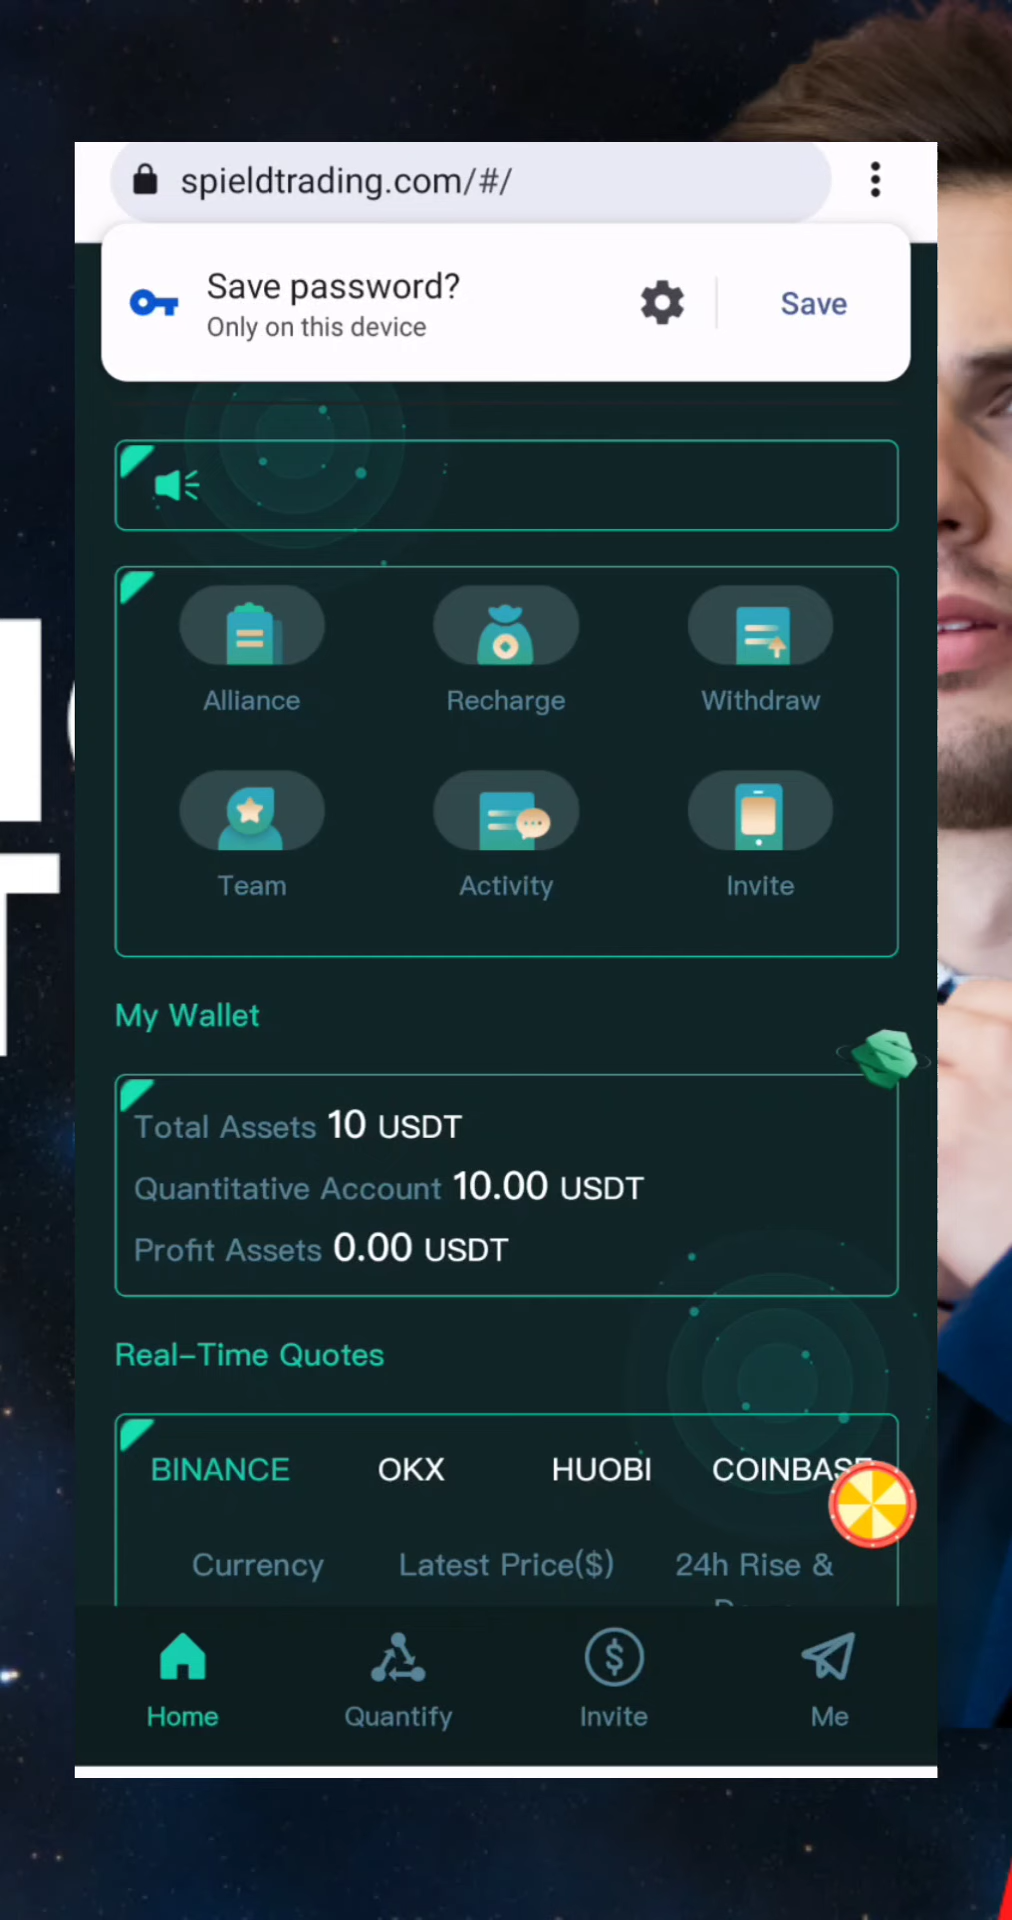 spieldtrading.com/#/
Save password?
Only on this device
Save
Alliance Recharge Withdraw
Team Activity Invite
My Wallet
Total Assets 10 USDT
Quantitative Account 10.00 USDT
Profit Assets 0.00 USDT
Real-Time Quotes
BINANCE OKX HUOBI COINBASE
Currency Latest Price($) 24h Rise &
Home Quantify Invite Me